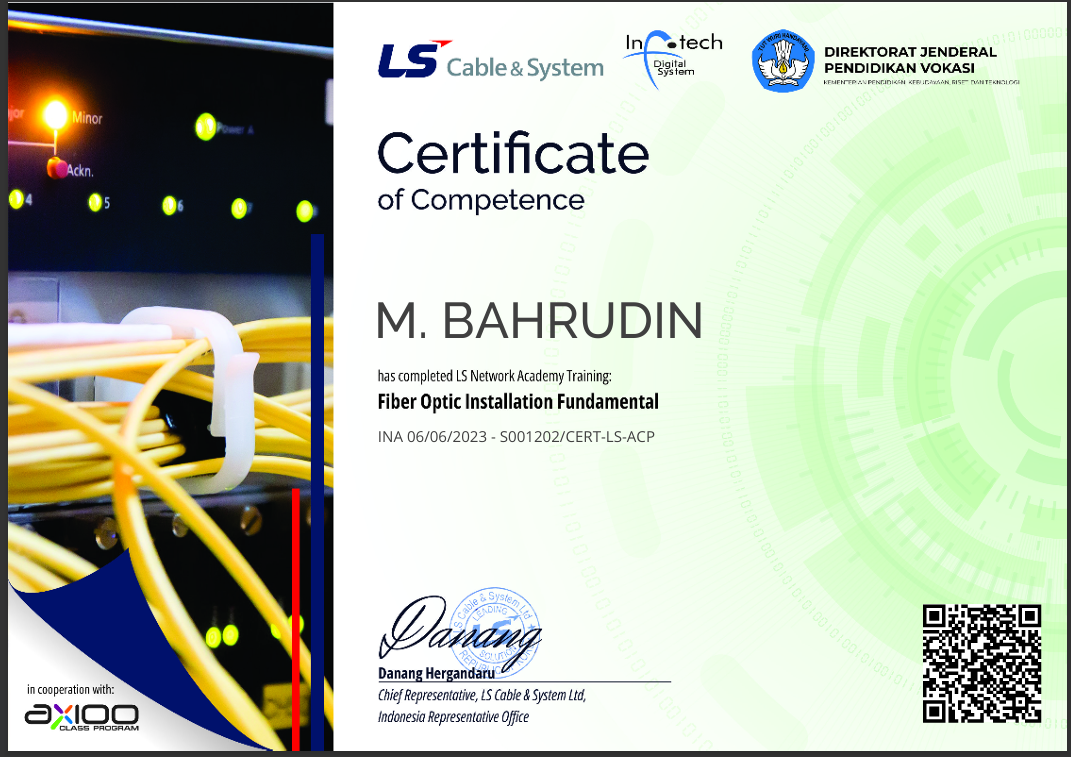 LS Cable & System
Infotech
Digital
System
DIREKTORAT JENDERAL
PENDIDIKAN VOKASI
KEMENTERIAN PENDIDIKAN, KEBUDAYAAN, RISET, DAN TEKNOLOGI
TUT WURI HANDAYANI
Minor
Power A
Ackn.
4 5 6
Certificate
of Competence
M. BAHRUDIN
has completed LS Network Academy Training:
Fiber Optic Installation Fundamental
INA 06/06/2023 - S001202/CERT-LS-ACP
Danang
LS Cable & System Ltd.
LEADING
LS
SOLUTION
Danang Hergandaru
Chief Representative, LS Cable & System Ltd,
Indonesia Representative Office
in cooperation with:
axioo
CLASS PROGRAM